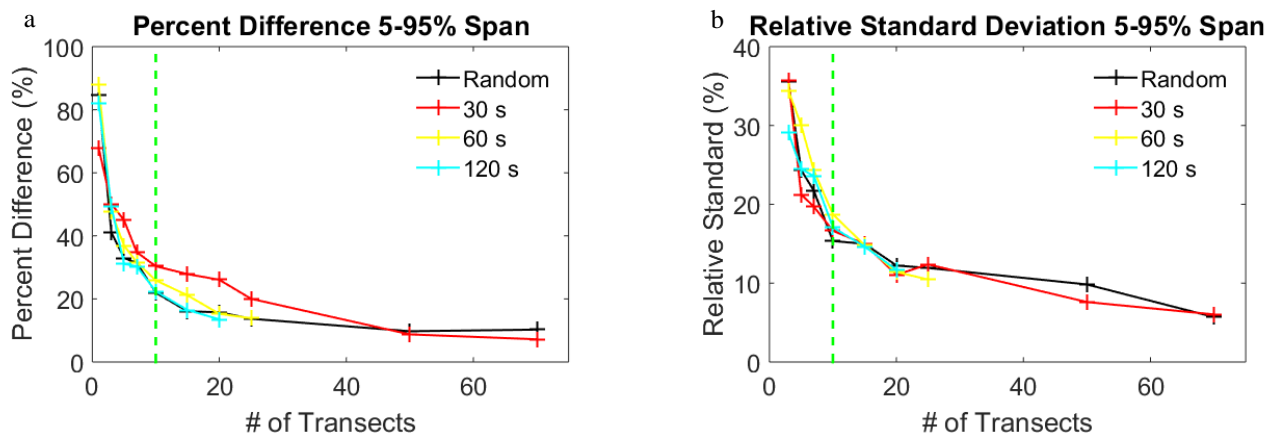 a
Percent Difference 5-95% Span
Percent Difference (%)
100
80
60
40
20
0
Random
30 s
60 s
120 s
0 20 40 60
# of Transects
b
Relative Standard Deviation 5-95% Span
Relative Standard (%)
40
30
20
10
0
Random
30 s
60 s
120 s
0 20 40 60
# of Transects